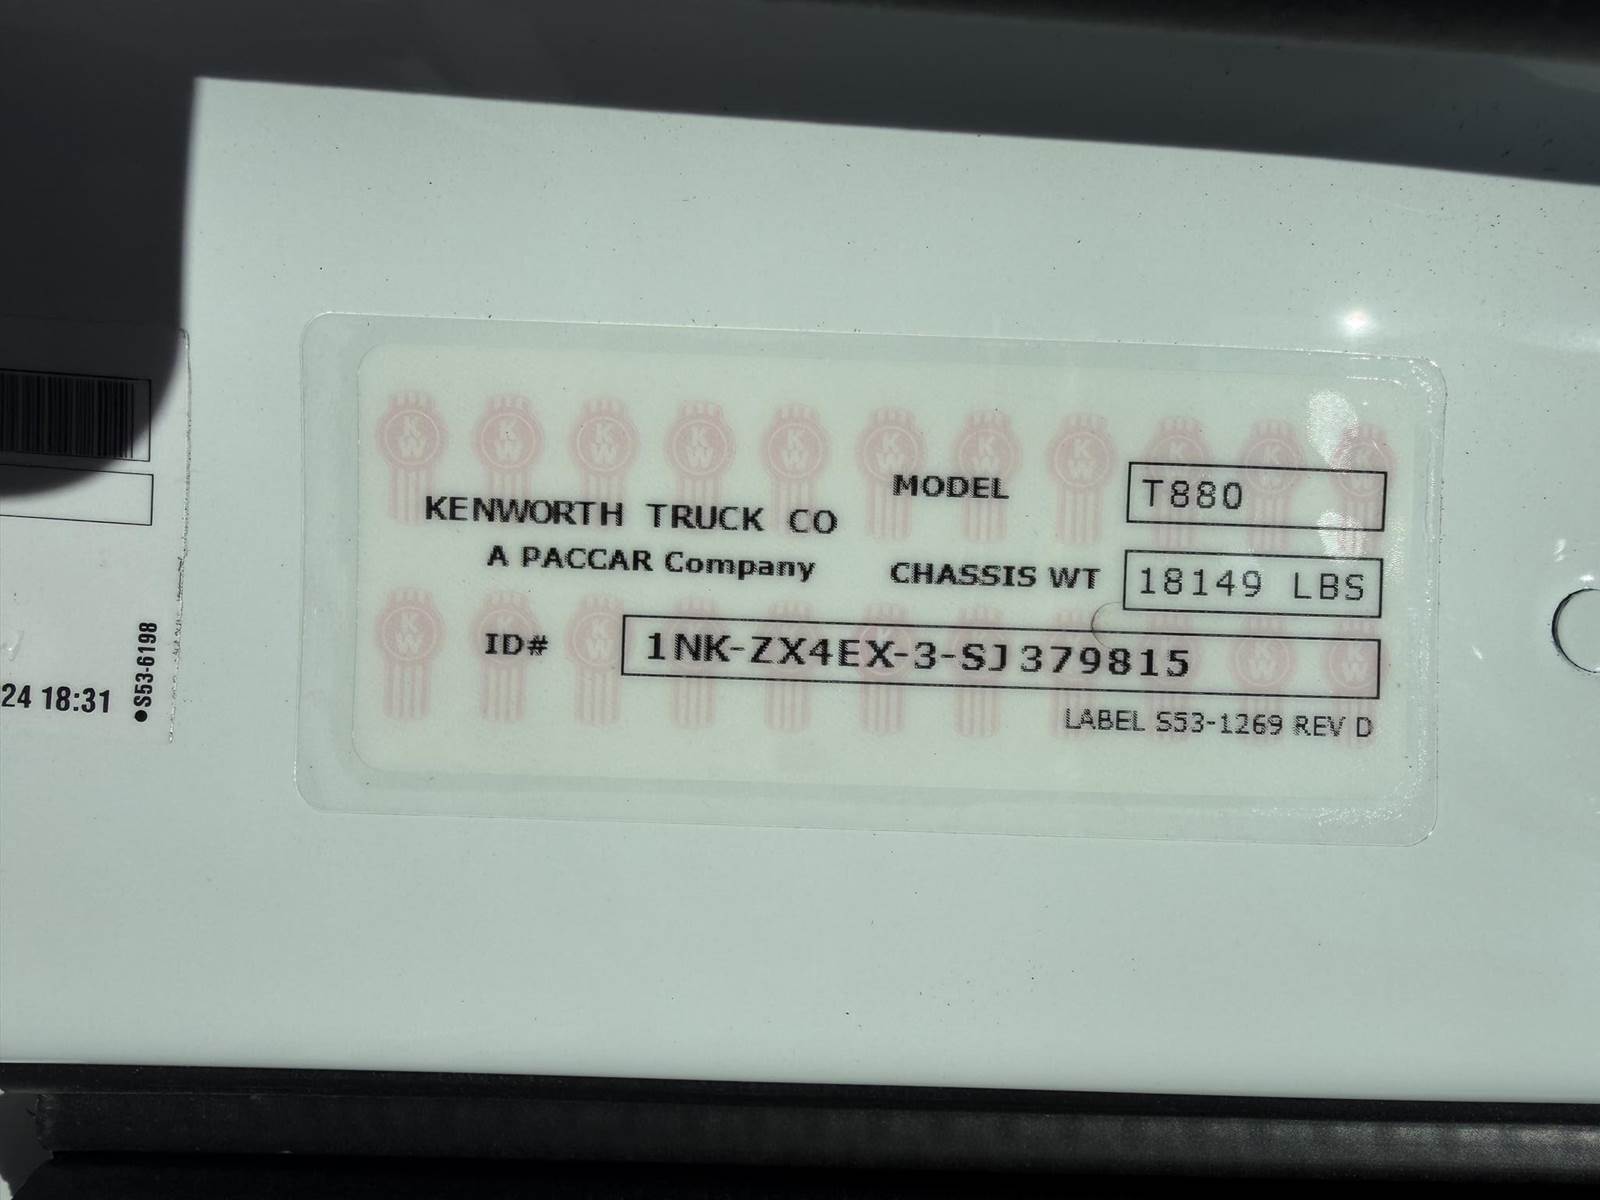 KENWORTH TRUCK CO
A PACCAR Company
MODEL T880
CHASSIS WT 18149 LBS
ID# 1NK-ZX4EX-3-SJ379815
LABEL S53-1269 REV D
24 18:31
●S53-6198